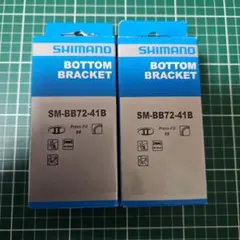 SHIMANO
BOTTOM
BRACKET
SM-BB72-41B
Press-Fit
SHIMANO
BOTTOM
BRACKET
SM-BB72-41B
Press-Fit